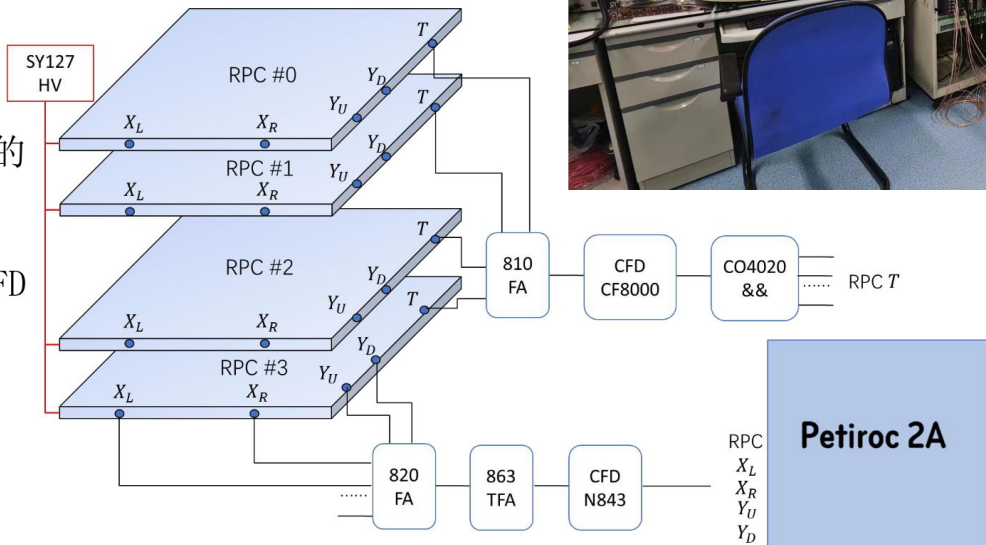 SY127
HV
RPC #0
T
Y_D
Y_U
X_L
X_R
的
RPC #1
T
Y_D
Y_U
X_L
X_R
FD
RPC #2
T
Y_D
Y_U
X_L
X_R
RPC #3
T
Y_D
Y_U
X_L
X_R
810
FA
CFD
CF8000
CO4020
&&
......
RPC T
820
FA
......
863
TFA
CFD
N843
RPC
X_L
X_R
Y_U
Y_D
Petiroc 2A